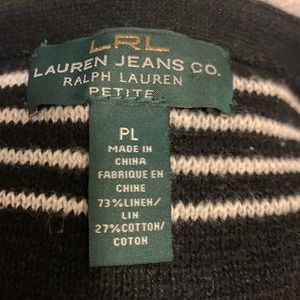 LRL
LAUREN JEANS CO.
RALPH LAUREN
PETITE
PL
MADE IN
CHINA
FABRIQUE EN
CHINE
73%LINEN/
LIN
27%COTTON/
COTON